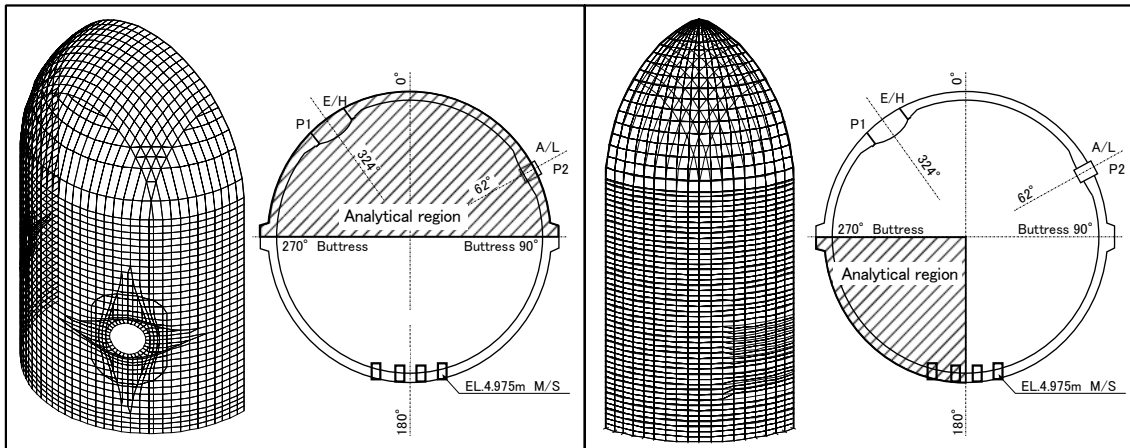 0°
E/H
P1
A/L
P2
324°
62°
Analytical region
270° Buttress
Buttress 90°
EL.4.975m M/S
180°
0°
E/H
P1
A/L
P2
324°
62°
270° Buttress
Buttress 90°
Analytical region
EL.4.975m M/S
180°